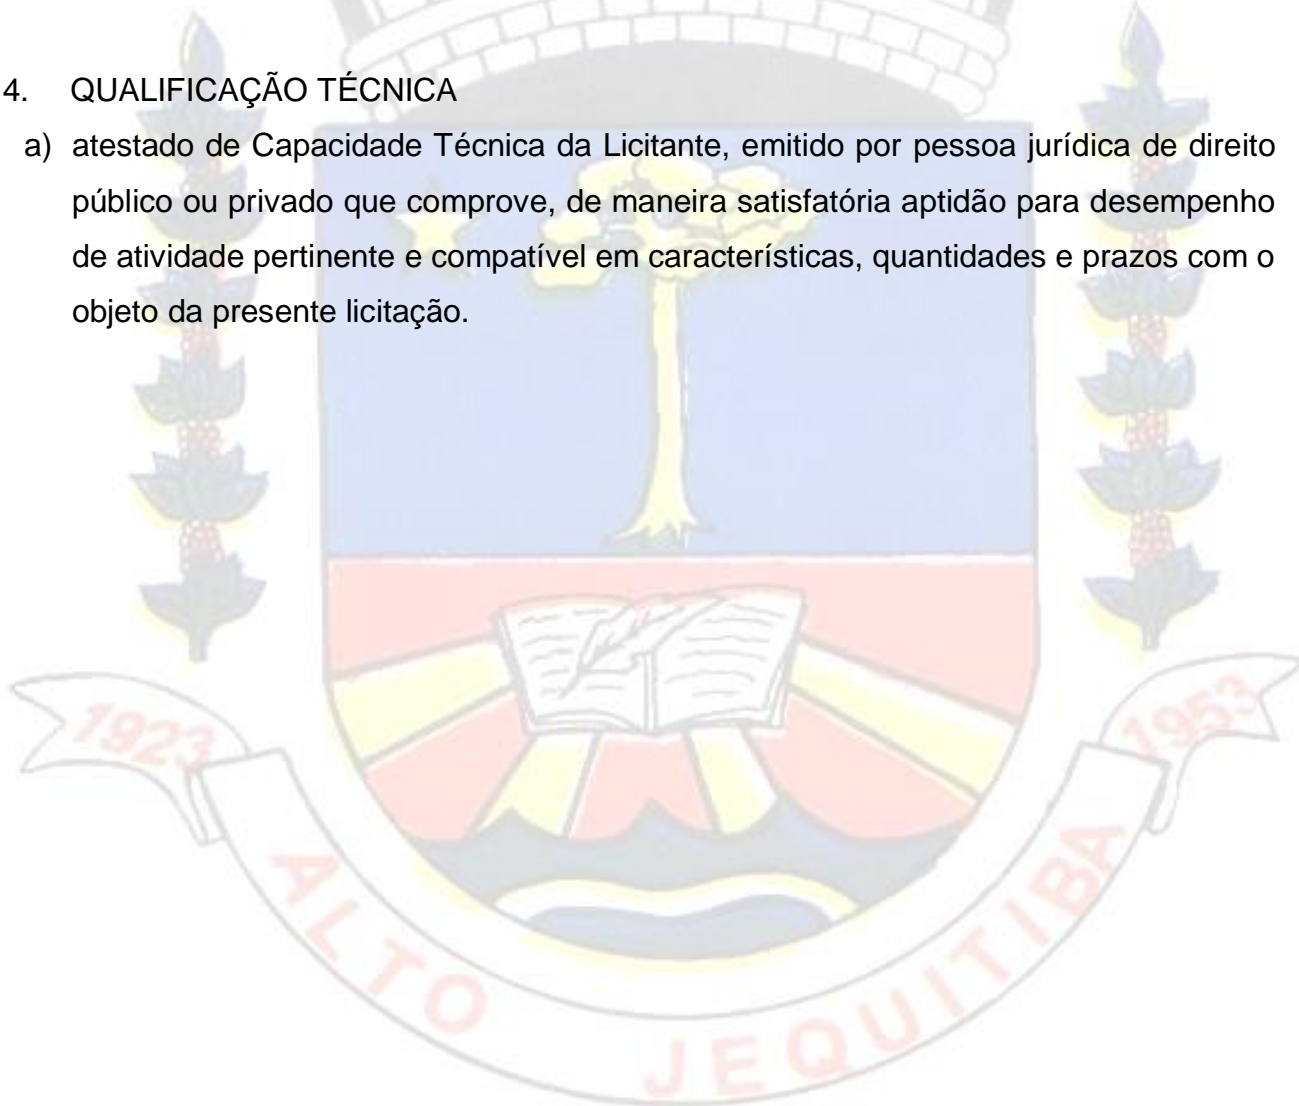 4. QUALIFICAÇÃO TÉCNICA
a) atestado de Capacidade Técnica da Licitante, emitido por pessoa jurídica de direito
público ou privado que comprove, de maneira satisfatória aptidão para desempenho
de atividade pertinente e compatível em características, quantidades e prazos com o
objeto da presente licitação.
1923
1953
ALTO JEQUITIBA